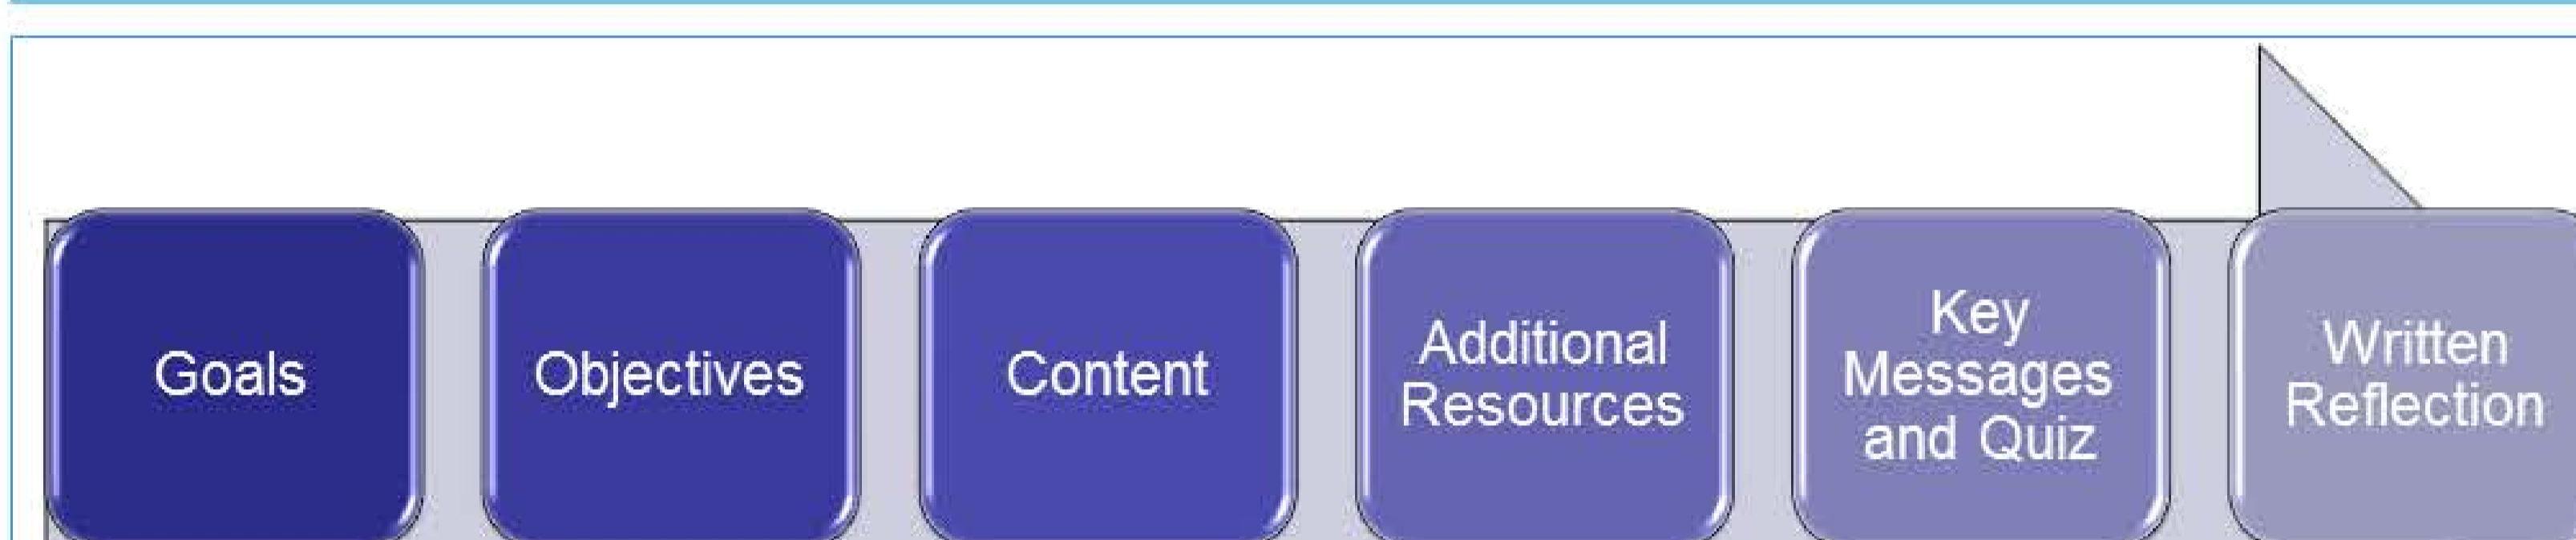 Goals
Objectives
Content
Additional
Resources
Key
Messages
and Quiz
Written
Reflection